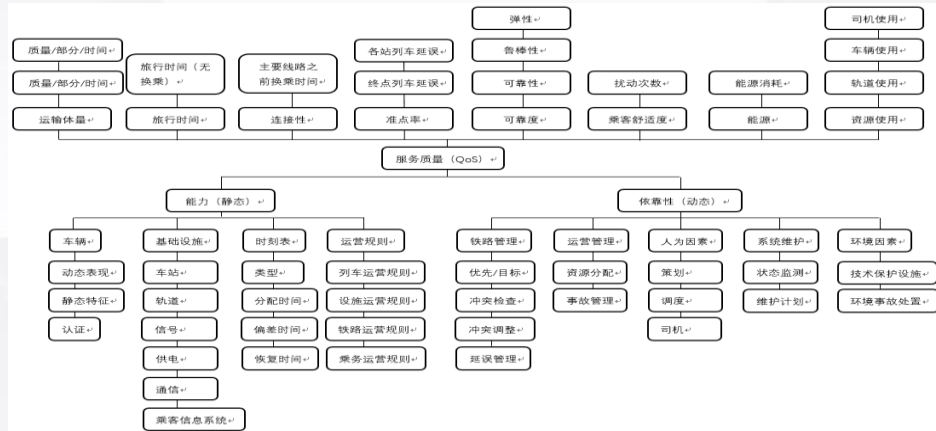 弹性
司机使用
质量/部分/时间
各站列车延误
鲁棒性
车辆使用
旅行时间（无
换乘）
主要线路之
前换乘时间
质量/部分/时间
终点列车延误
可靠性
扰动次数
能源消耗
轨道使用
运输体量
旅行时间
连接性
准点率
可靠度
乘客舒适度
能源
资源使用
服务质量（QoS）
能力（静态）
依靠性（动态）
车辆
基础设施
时刻表
运营规则
铁路管理
运营管理
人为因素
系统维护
环境因素
动态表现
车站
类型
列车运营规则
优先/目标
资源分配
策划
状态监测
技术保护设施
静态特征
轨道
分配时间
设施运营规则
冲突检查
事故管理
调度
维护计划
环境事故处置
认证
信号
偏差时间
铁路运营规则
冲突调整
司机
供电
恢复时间
乘务运营规则
延误管理
通信
乘客信息系统